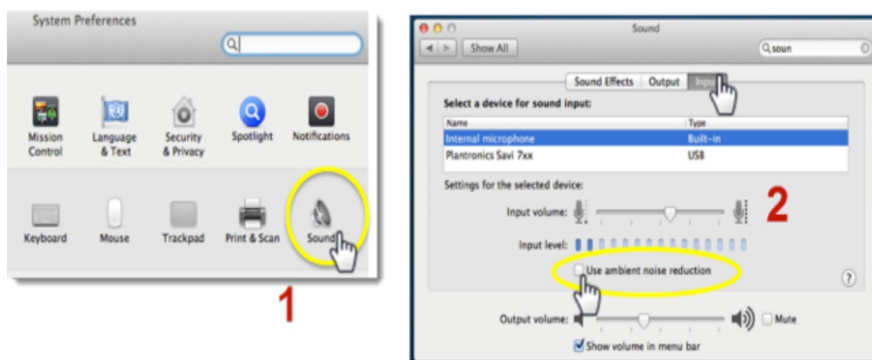 System Preferences
Mission Control
Language & Text
Security & Privacy
Spotlight
Notifications
Keyboard
Mouse
Trackpad
Print & Scan
Sound
1
Sound
Show All
soun
Sound Effects
Output
Select a device for sound input:
Name Type
Internal microphone Built-in
Plantronics Savi 7xx USB
Settings for the selected device:
Input volume:
2
Input level:
Use ambient noise reduction
?
Output volume: Mute
Show volume in menu bar